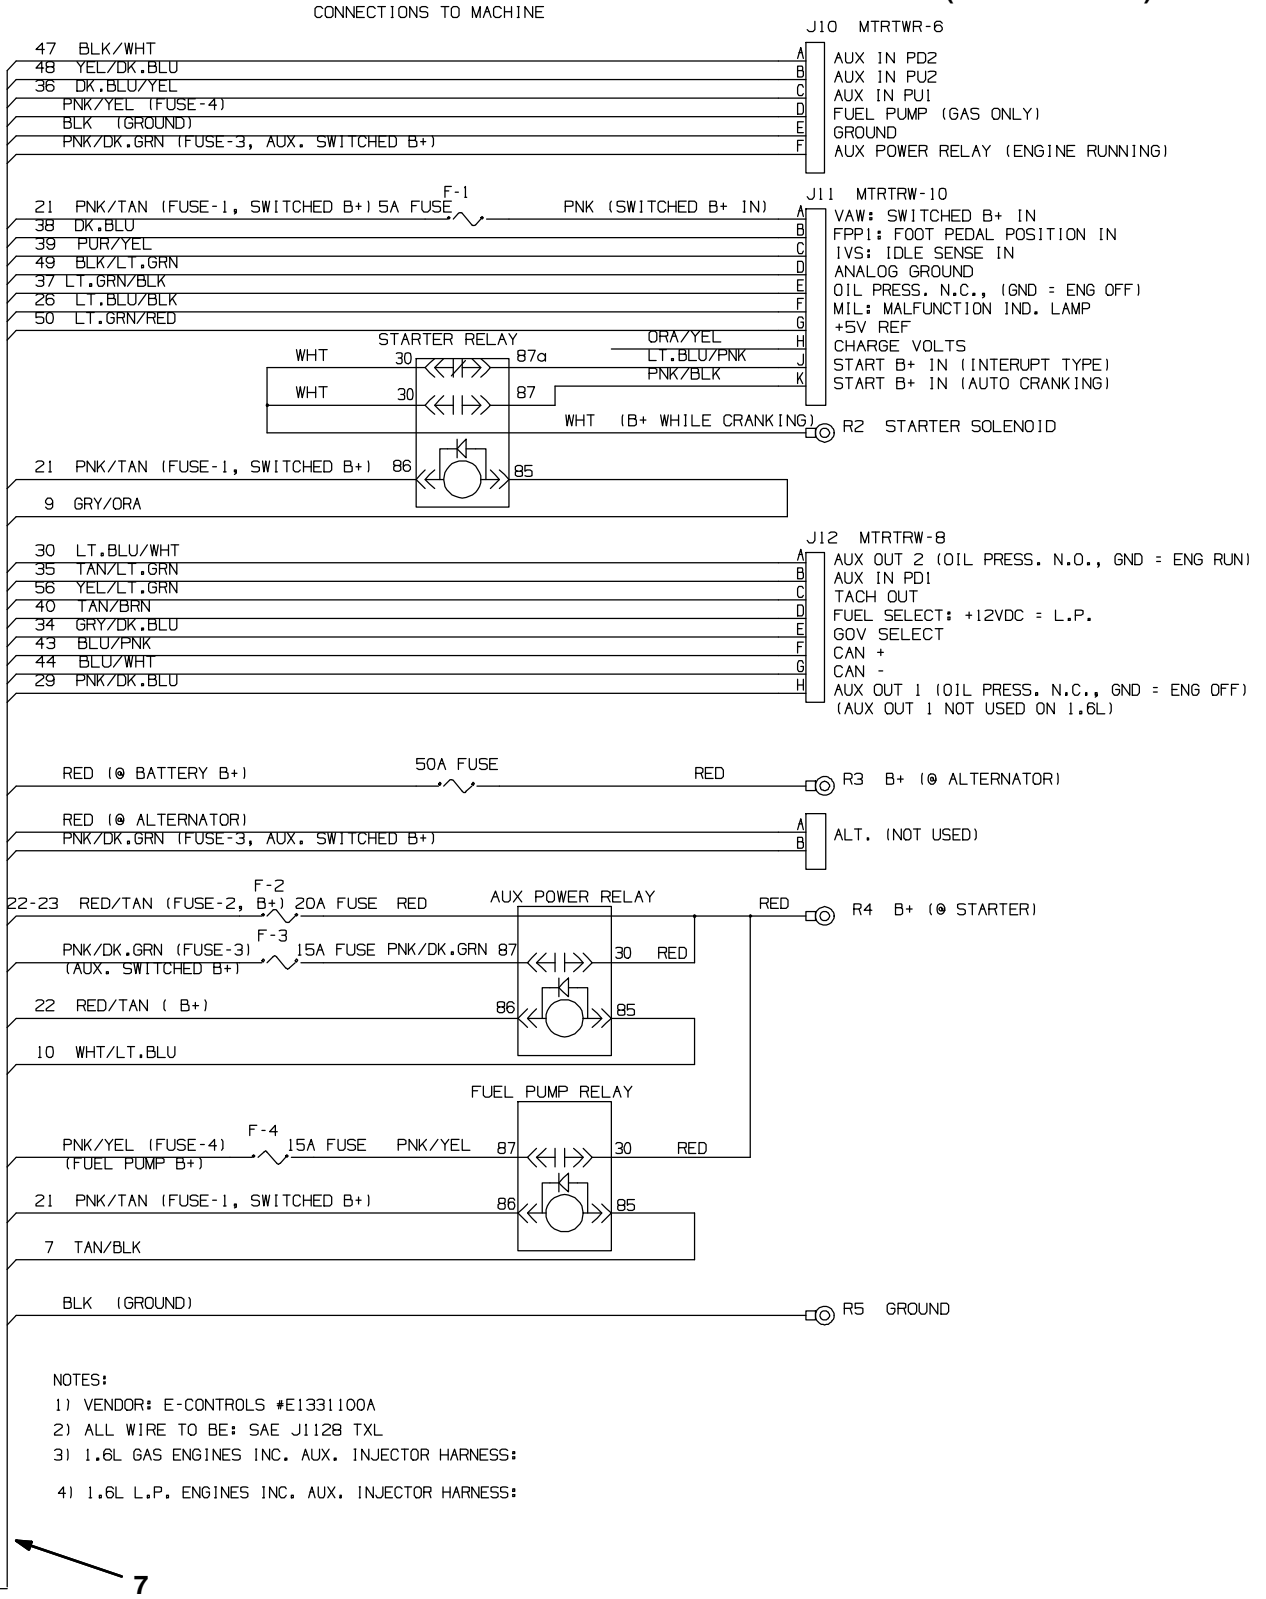 CONNECTIONS TO MACHINE
J10 MTRTWR-6
47 BLK/WHT A AUX IN PD2
48 YEL/DK.BLU B AUX IN PU2
36 DK.BLU/YEL C AUX IN PU1
PNK/YEL (FUSE-4) D FUEL PUMP (GAS ONLY)
BLK (GROUND) E GROUND
PNK/DK.GRN (FUSE-3, AUX. SWITCHED B+) F AUX POWER RELAY (ENGINE RUNNING)
F-1 J11 MTRTRW-10
21 PNK/TAN (FUSE-1, SWITCHED B+) 5A FUSE PNK (SWITCHED B+ IN) A VAW: SWITCHED B+ IN
38 DK.BLU B FPP1: FOOT PEDAL POSITION IN
39 PUR/YEL C IVS: IDLE SENSE IN
49 BLK/LT.GRN D ANALOG GROUND
37 LT.GRN/BLK E OIL PRESS. N.C., (GND = ENG OFF)
26 LT.BLU/BLK F MIL: MALFUNCTION IND. LAMP
50 LT.GRN/RED G +5V REF
STARTER RELAY ORA/YEL H CHARGE VOLTS
WHT 30 87a LT.BLU/PNK J START B+ IN (INTERUPT TYPE)
WHT 30 87 PNK/BLK K START B+ IN (AUTO CRANKING)
WHT (B+ WHILE CRANKING) R2 STARTER SOLENOID
21 PNK/TAN (FUSE-1, SWITCHED B+) 86 85
9 GRY/ORA
J12 MTRTRW-8
30 LT.BLU/WHT A AUX OUT 2 (OIL PRESS. N.O., GND = ENG RUN)
35 TAN/LT.GRN B AUX IN PD1
56 YEL/LT.GRN C TACH OUT
40 TAN/BRN D FUEL SELECT: +12VDC = L.P.
34 GRY/DK.BLU E GOV SELECT
43 BLU/PNK F CAN +
44 BLU/WHT G CAN -
29 PNK/DK.BLU H AUX OUT 1 (OIL PRESS. N.C., GND = ENG OFF)
(AUX OUT 1 NOT USED ON 1.6L)
RED (@ BATTERY B+) 50A FUSE RED R3 B+ (@ ALTERNATOR)
RED (@ ALTERNATOR) A
PNK/DK.GRN (FUSE-3, AUX. SWITCHED B+) B ALT. (NOT USED)
F-2 AUX POWER RELAY
22-23 RED/TAN (FUSE-2, B+) 20A FUSE RED RED R4 B+ (@ STARTER)
F-3
PNK/DK.GRN (FUSE-3) 15A FUSE PNK/DK.GRN 87 30 RED
(AUX. SWITCHED B+)
22 RED/TAN ( B+) 86 85
10 WHT/LT.BLU
FUEL PUMP RELAY
F-4
PNK/YEL (FUSE-4) 15A FUSE PNK/YEL 87 30 RED
(FUEL PUMP B+)
21 PNK/TAN (FUSE-1, SWITCHED B+) 86 85
7 TAN/BLK
BLK (GROUND) R5 GROUND
NOTES:
1) VENDOR: E-CONTROLS #E1331100A
2) ALL WIRE TO BE: SAE J1128 TXL
3) 1.6L GAS ENGINES INC. AUX. INJECTOR HARNESS:
4) 1.6L L.P. ENGINES INC. AUX. INJECTOR HARNESS:
7